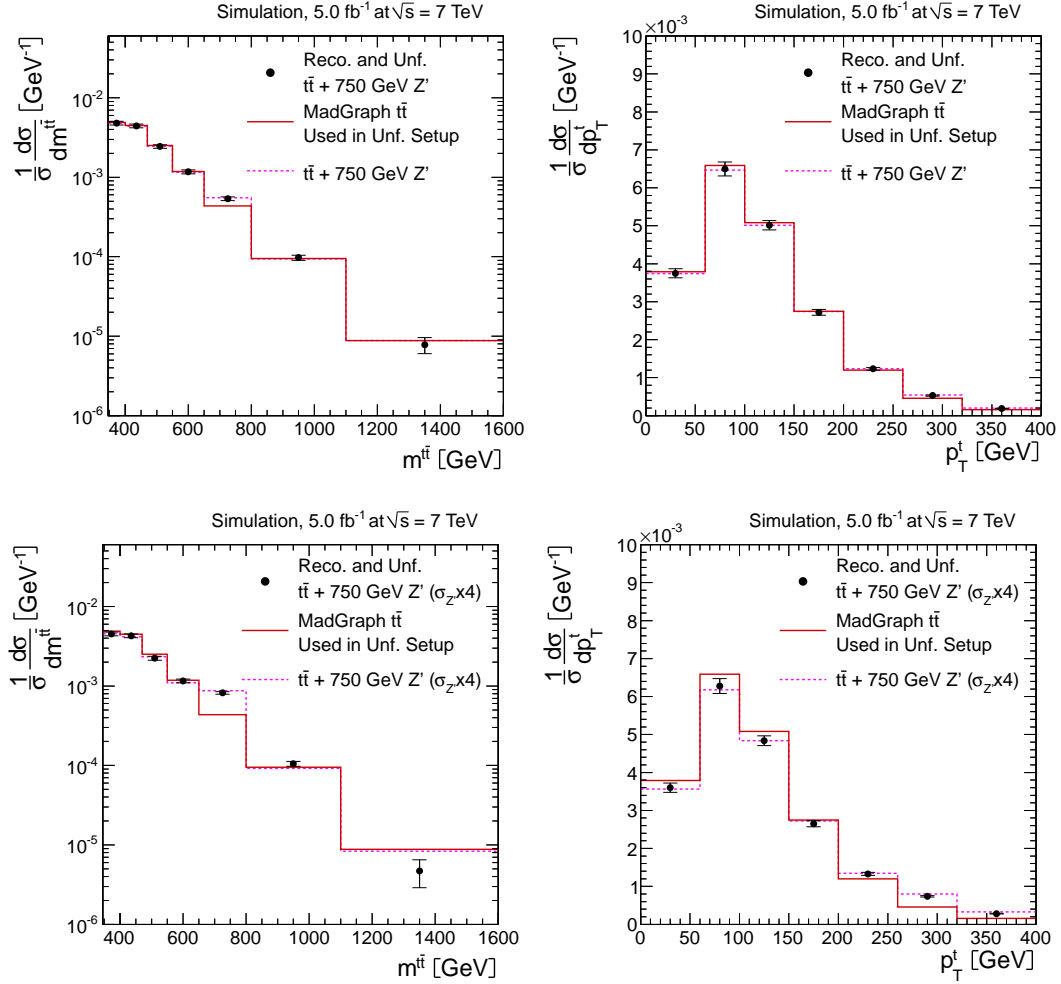 Simulation, 5.0 fb⁻¹ at √s = 7 TeV
1/σ dσ/dm^{tt̄} [GeV⁻¹]
Reco. and Unf.
tt̄ + 750 GeV Z'
MadGraph tt̄
Used in Unf. Setup
tt̄ + 750 GeV Z'
10⁻²
10⁻³
10⁻⁴
10⁻⁵
10⁻⁶
400 600 800 1000 1200 1400 1600
m^{tt̄} [GeV]
Simulation, 5.0 fb⁻¹ at √s = 7 TeV
×10⁻³
1/σ dσ/dp_T^t [GeV⁻¹]
Reco. and Unf.
tt̄ + 750 GeV Z'
MadGraph tt̄
Used in Unf. Setup
tt̄ + 750 GeV Z'
10
9
8
7
6
5
4
3
2
1
0
0 50 100 150 200 250 300 350 400
p_T^t [GeV]
Simulation, 5.0 fb⁻¹ at √s = 7 TeV
1/σ dσ/dm^{tt̄} [GeV⁻¹]
Reco. and Unf.
tt̄ + 750 GeV Z' (σ_Z'x4)
MadGraph tt̄
Used in Unf. Setup
tt̄ + 750 GeV Z' (σ_Z'x4)
10⁻²
10⁻³
10⁻⁴
10⁻⁵
10⁻⁶
400 600 800 1000 1200 1400 1600
m^{tt̄} [GeV]
Simulation, 5.0 fb⁻¹ at √s = 7 TeV
×10⁻³
1/σ dσ/dp_T^t [GeV⁻¹]
Reco. and Unf.
tt̄ + 750 GeV Z' (σ_Z'x4)
MadGraph tt̄
Used in Unf. Setup
tt̄ + 750 GeV Z' (σ_Z'x4)
10
9
8
7
6
5
4
3
2
1
0
0 50 100 150 200 250 300 350 400
p_T^t [GeV]